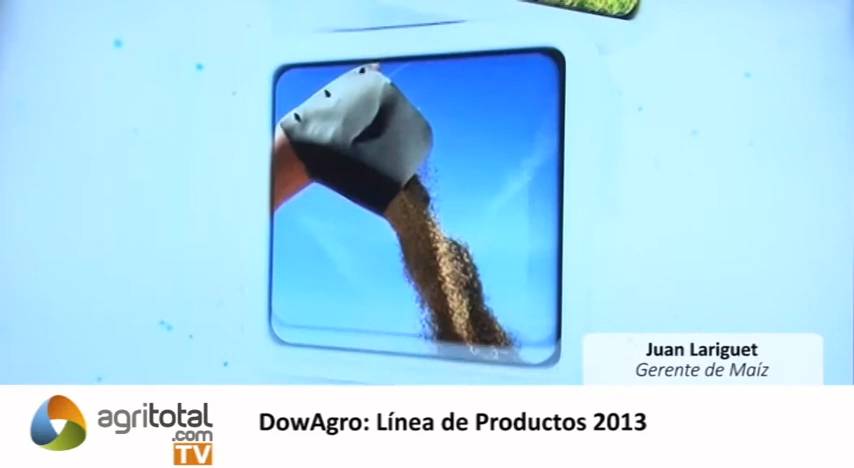 Juan Lariguet
Gerente de Maíz
agritotal
.com
TV
DowAgro: Línea de Productos 2013